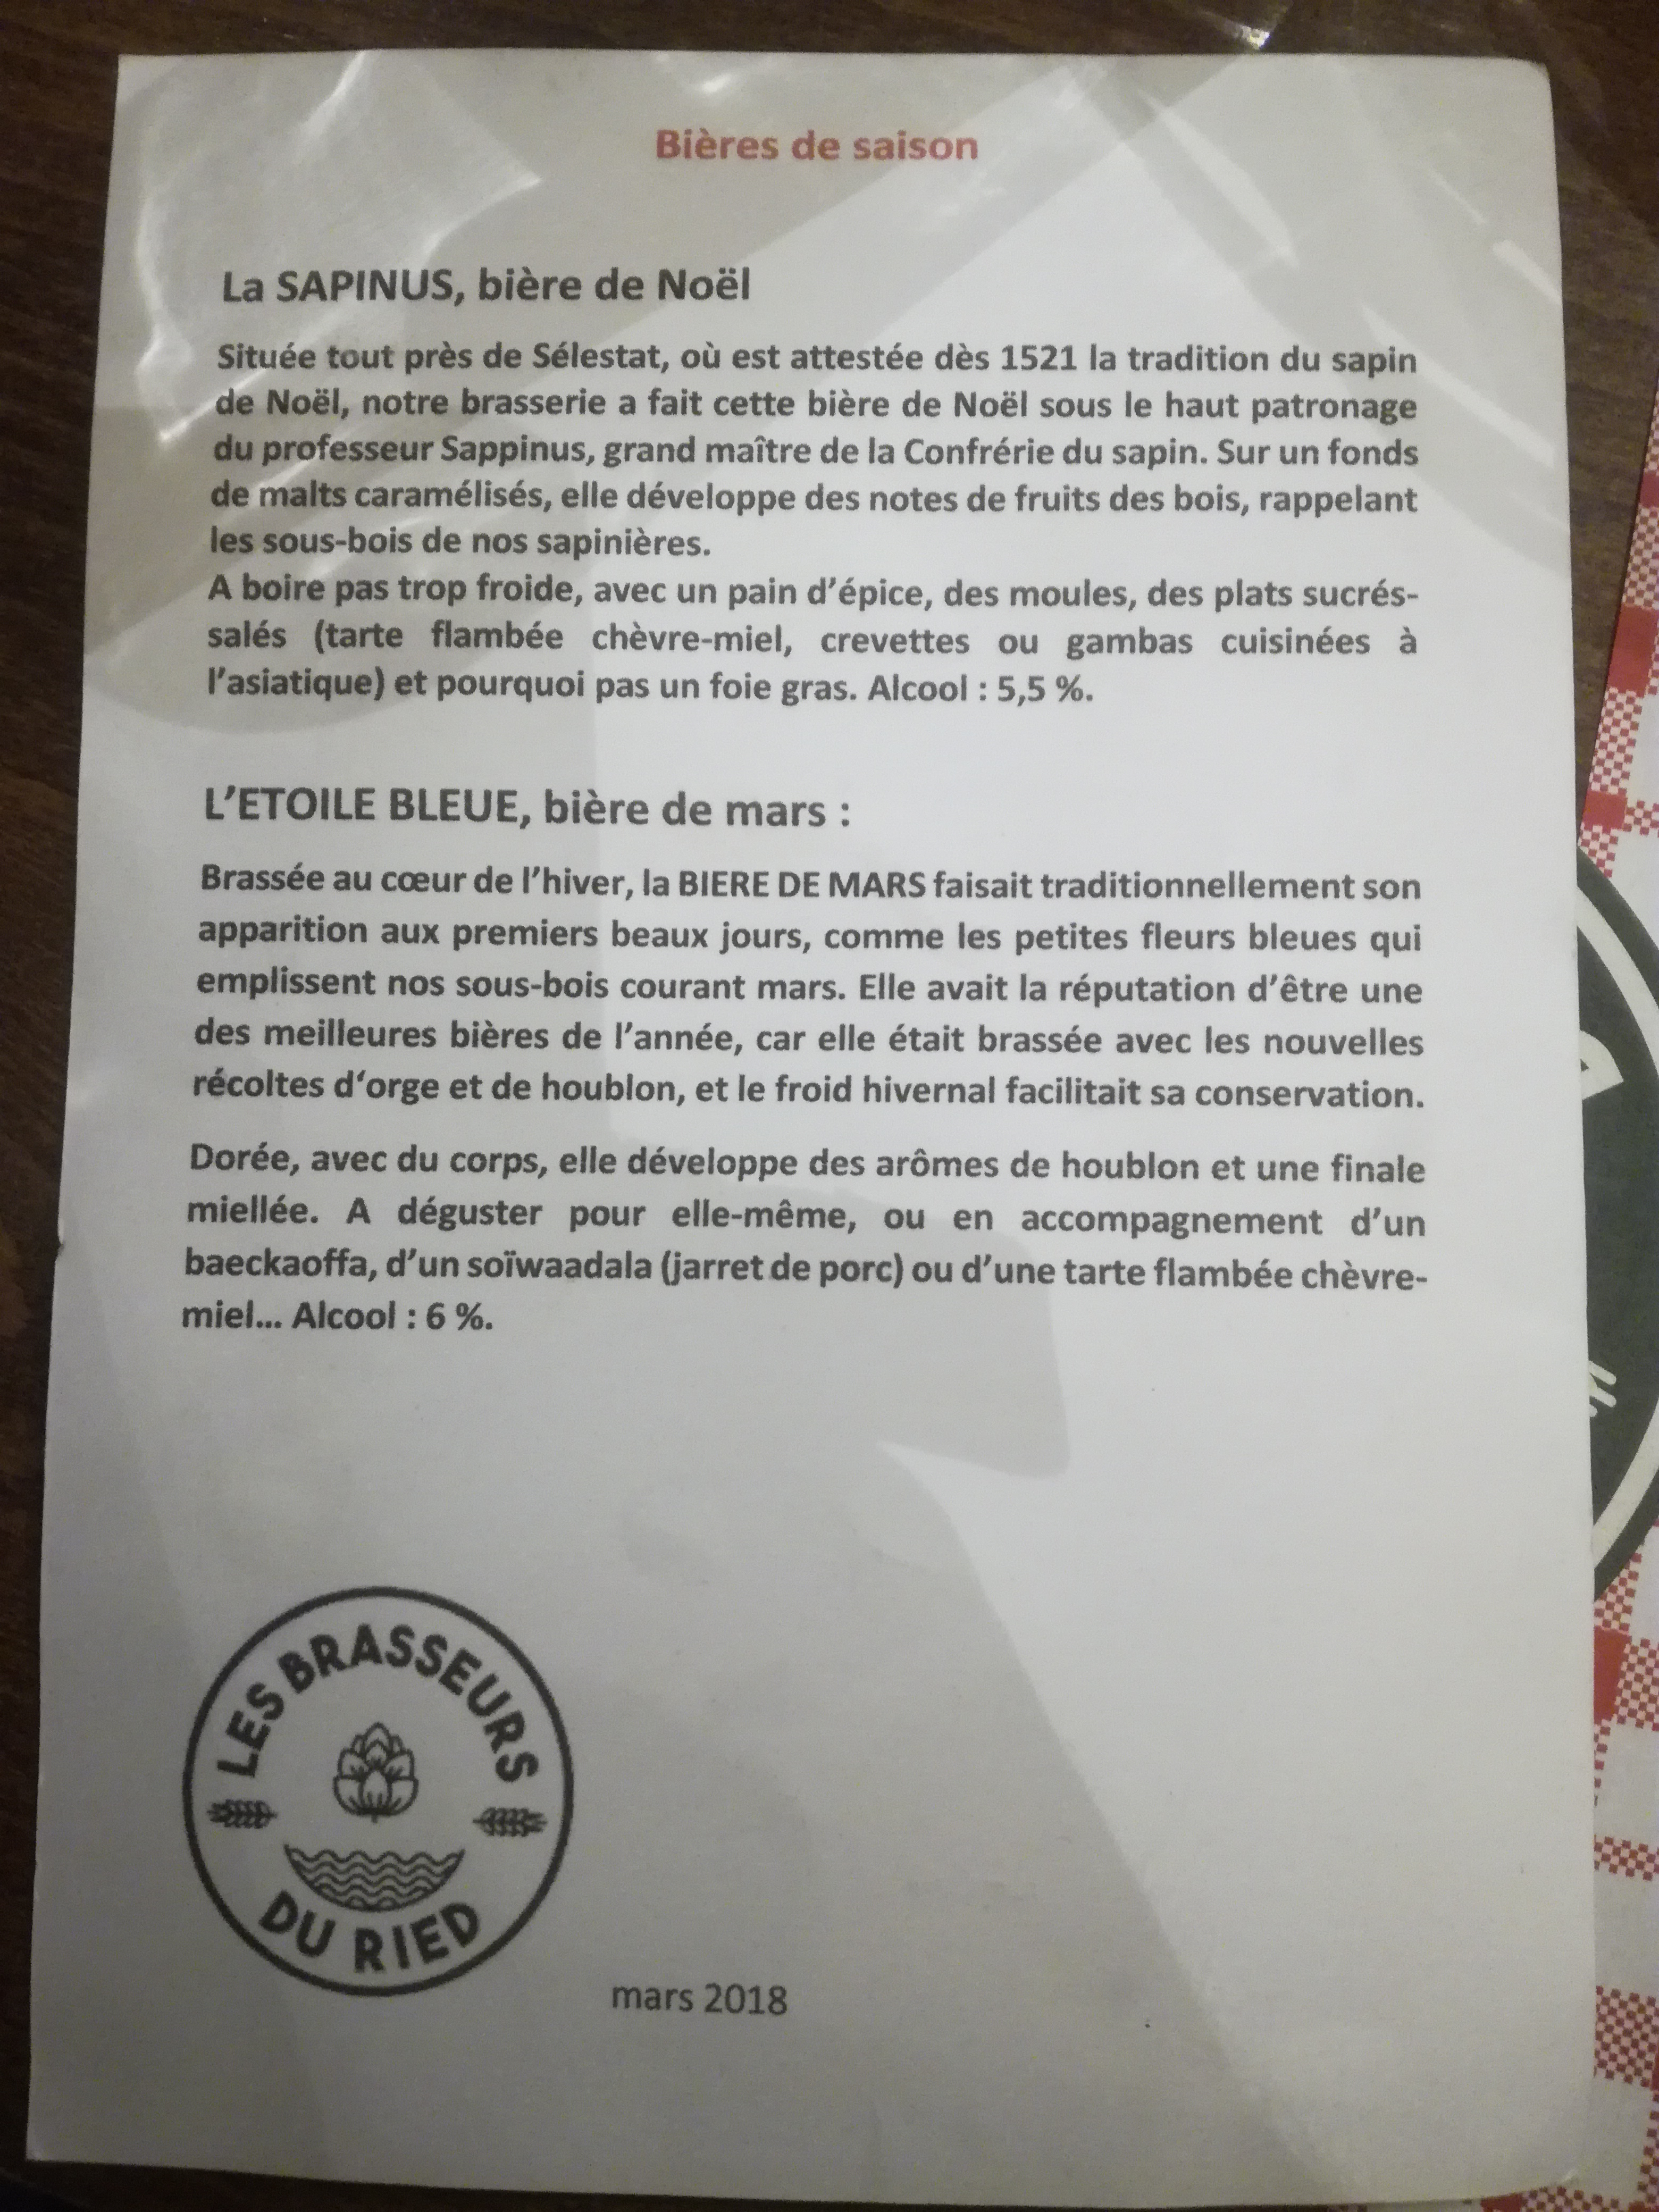 Bières de saison
La SAPINUS, bière de Noël
Située tout près de Sélestat, où est attestée dès 1521 la tradition du sapin
de Noël, notre brasserie a fait cette bière de Noël sous le haut patronage
du professeur Sappinus, grand maître de la Confrérie du sapin. Sur un fonds
de malts caramélisés, elle développe des notes de fruits des bois, rappelant
les sous-bois de nos sapinières.
A boire pas trop froide, avec un pain d’épice, des moules, des plats sucrés-
salés (tarte flambée chèvre-miel, crevettes ou gambas cuisinées à
l’asiatique) et pourquoi pas un foie gras. Alcool : 5,5 %.
L’ETOILE BLEUE, bière de mars :
Brassée au cœur de l’hiver, la BIERE DE MARS faisait traditionnellement son
apparition aux premiers beaux jours, comme les petites fleurs bleues qui
emplissent nos sous-bois courant mars. Elle avait la réputation d’être une
des meilleures bières de l’année, car elle était brassée avec les nouvelles
récoltes d‘orge et de houblon, et le froid hivernal facilitait sa conservation.
Dorée, avec du corps, elle développe des arômes de houblon et une finale
miellée. A déguster pour elle-même, ou en accompagnement d’un
baeckaoffa, d’un soïwaadala (jarret de porc) ou d’une tarte flambée chèvre-
miel... Alcool : 6 %.
LES BRASSEURS
DU RIED
mars 2018